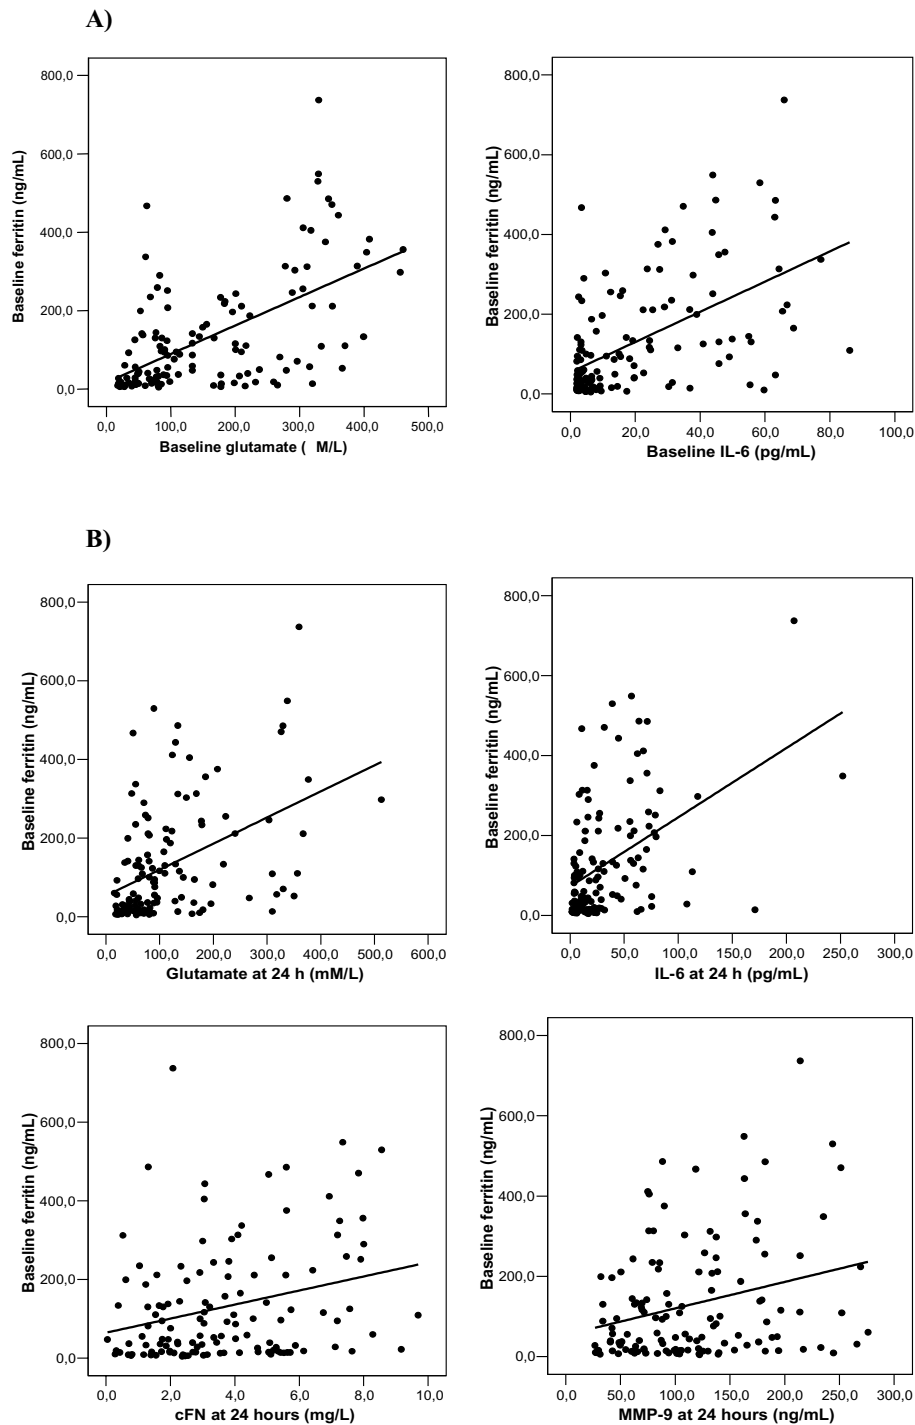 A)
800,0
600,0
400,0
200,0
0,0
Baseline ferritin (ng/mL)
0,0 100,0 200,0 300,0 400,0 500,0
Baseline glutamate ( M/L)
800,0
600,0
400,0
200,0
0,0
Baseline ferritin (ng/mL)
0,0 20,0 40,0 60,0 80,0 100,0
Baseline IL-6 (pg/mL)
B)
800,0
600,0
400,0
200,0
0,0
Baseline ferritin (ng/mL)
0,0 100,0 200,0 300,0 400,0 500,0 600,0
Glutamate at 24 h (mM/L)
800,0
600,0
400,0
200,0
0,0
Baseline ferritin (ng/mL)
0,0 50,0 100,0 150,0 200,0 250,0 300,0
IL-6 at 24 h (pg/mL)
800,0
600,0
400,0
200,0
0,0
Baseline ferritin (ng/mL)
0,0 2,0 4,0 6,0 8,0 10,0
cFN at 24 hours (mg/L)
800,0
600,0
400,0
200,0
0,0
Baseline ferritin (ng/mL)
0,0 50,0 100,0 150,0 200,0 250,0 300,0
MMP-9 at 24 hours (ng/mL)